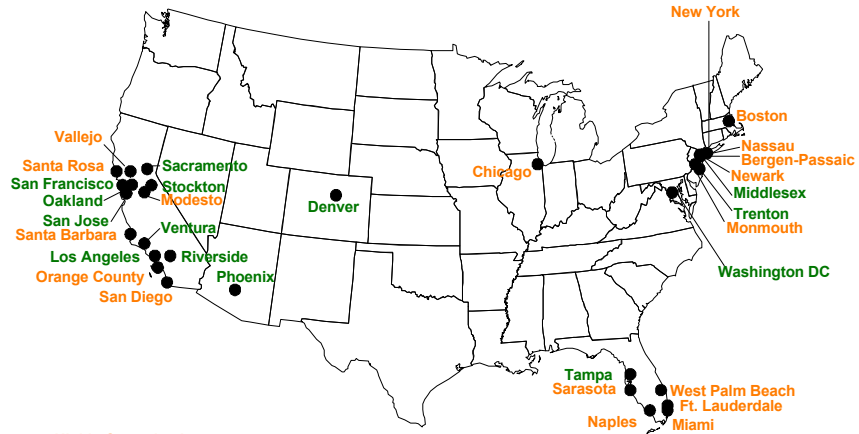 New York
Boston
Vallejo
Nassau
Bergen-Passaic
Santa Rosa
Sacramento
Chicago
Newark
San Francisco
Stockton
Middlesex
Oakland
Modesto
Denver
Trenton
San Jose
Monmouth
Santa Barbara
Ventura
Los Angeles
Riverside
Washington DC
Orange County
Phoenix
San Diego
Tampa
Sarasota
West Palm Beach
Ft. Lauderdale
Naples
Miami